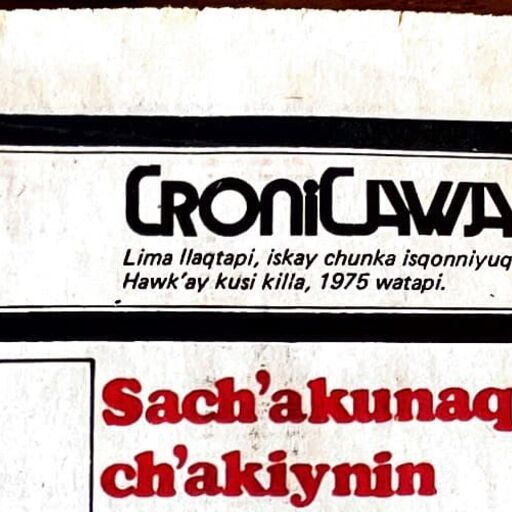 CRONICAWA
Lima llaqtapi, iskay chunka isqonniyuq
Hawk'ay kusi killa, 1975 watapi.
Sach'akunaq
ch'akiynin